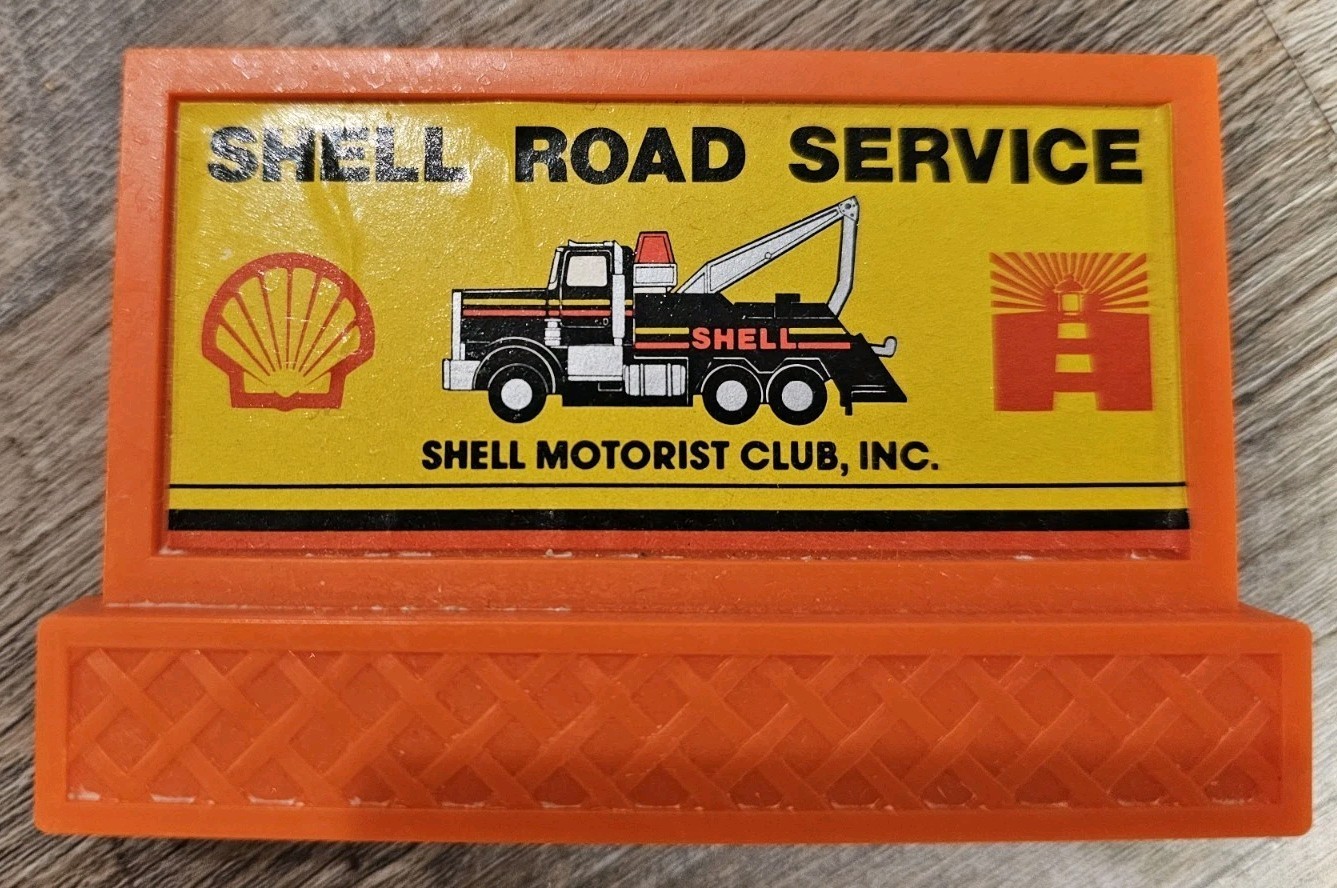 SHELL ROAD SERVICE
SHELL
SHELL MOTORIST CLUB, INC.